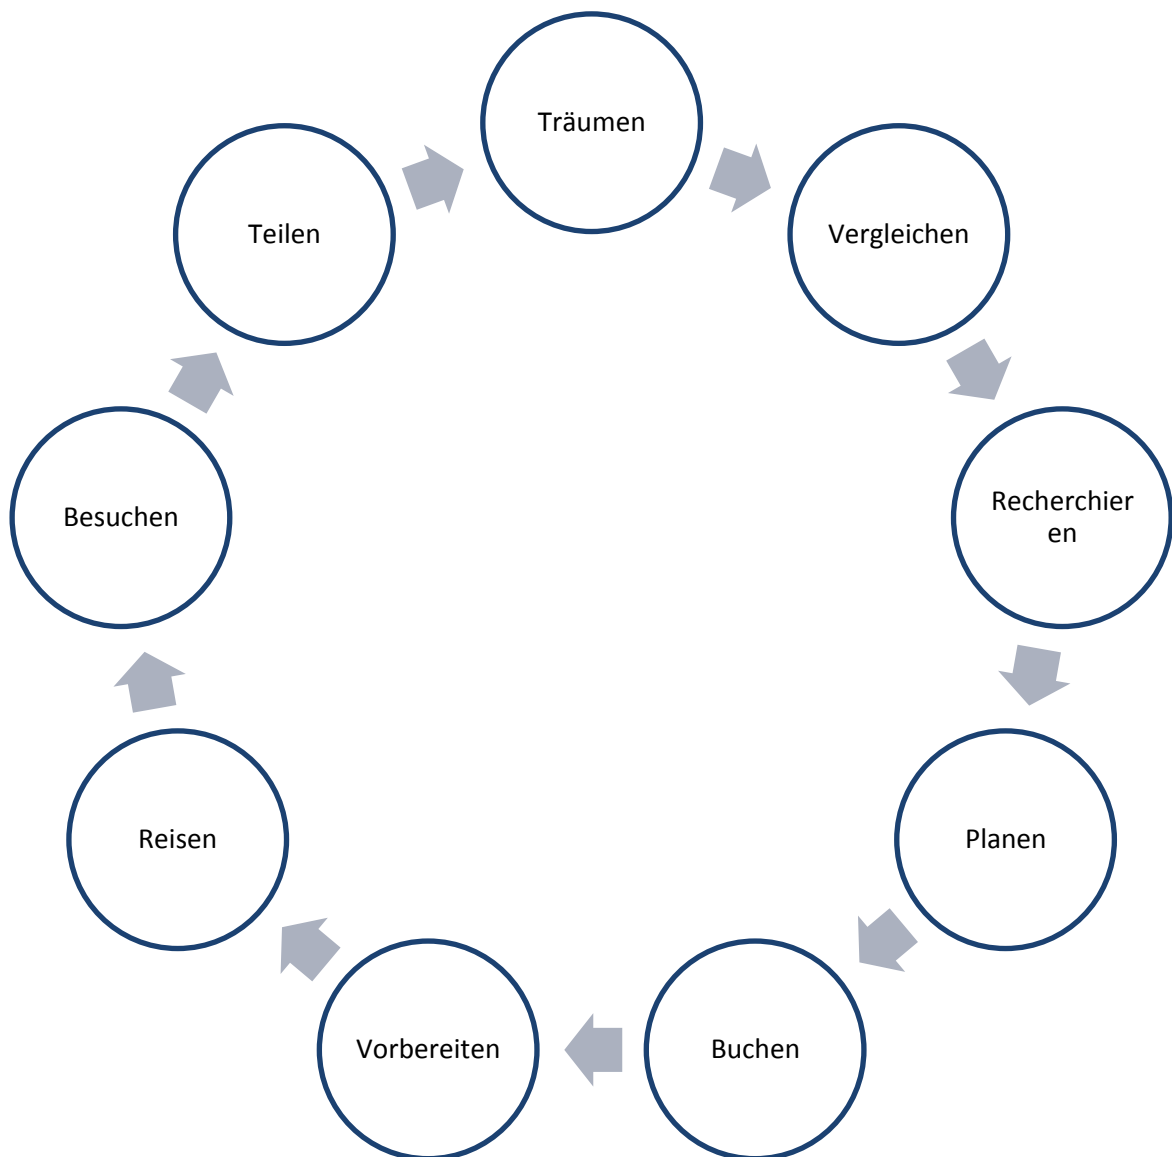 Träumen
Vergleichen
Recherchier
en
Planen
Buchen
Vorbereiten
Reisen
Besuchen
Teilen